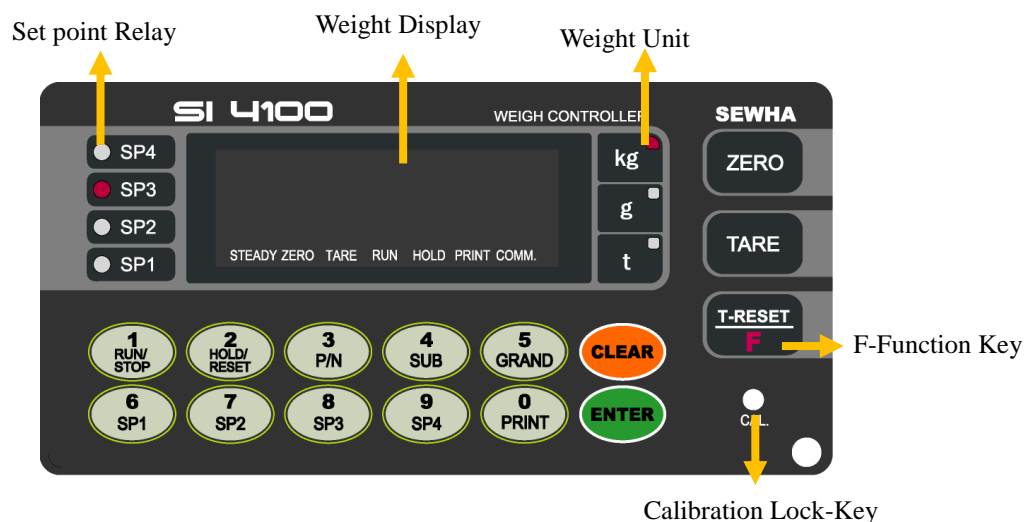 Set point Relay
Weight Display
Weight Unit
SI 4100
WEIGH CONTROLLER
SEWHA
SP4
SP3
SP2
SP1
kg
g
t
STEADY ZERO TARE RUN HOLD PRINT COMM.
ZERO
TARE
T-RESET
F
F-Function Key
1
RUN/
STOP
2
HOLD/
RESET
3
P/N
4
SUB
5
GRAND
CLEAR
6
SP1
7
SP2
8
SP3
9
SP4
0
PRINT
ENTER
CAL.
Calibration Lock-Key